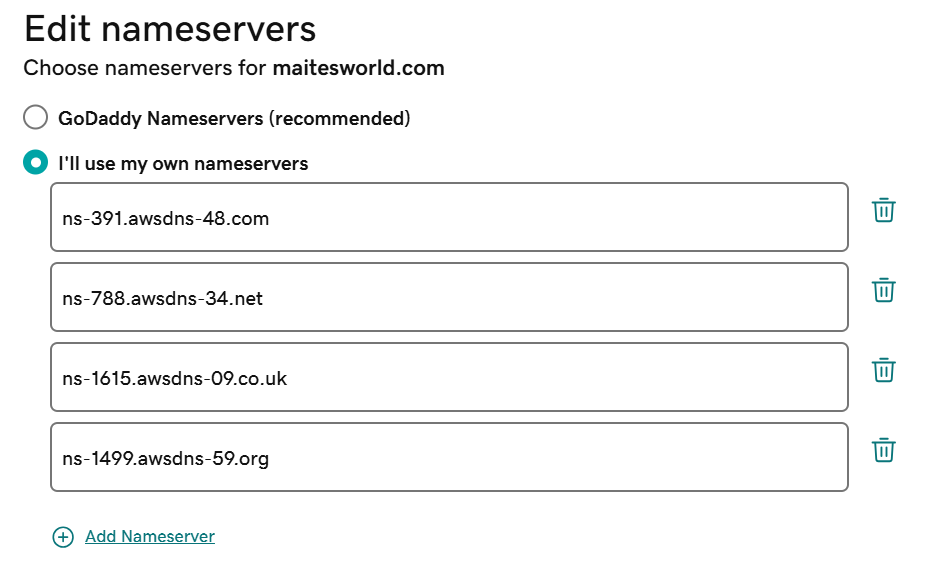 Edit nameservers
Choose nameservers for maitesworld.com
GoDaddy Nameservers (recommended)
I'll use my own nameservers
ns-391.awsdns-48.com
ns-788.awsdns-34.net
ns-1615.awsdns-09.co.uk
ns-1499.awsdns-59.org
Add Nameserver